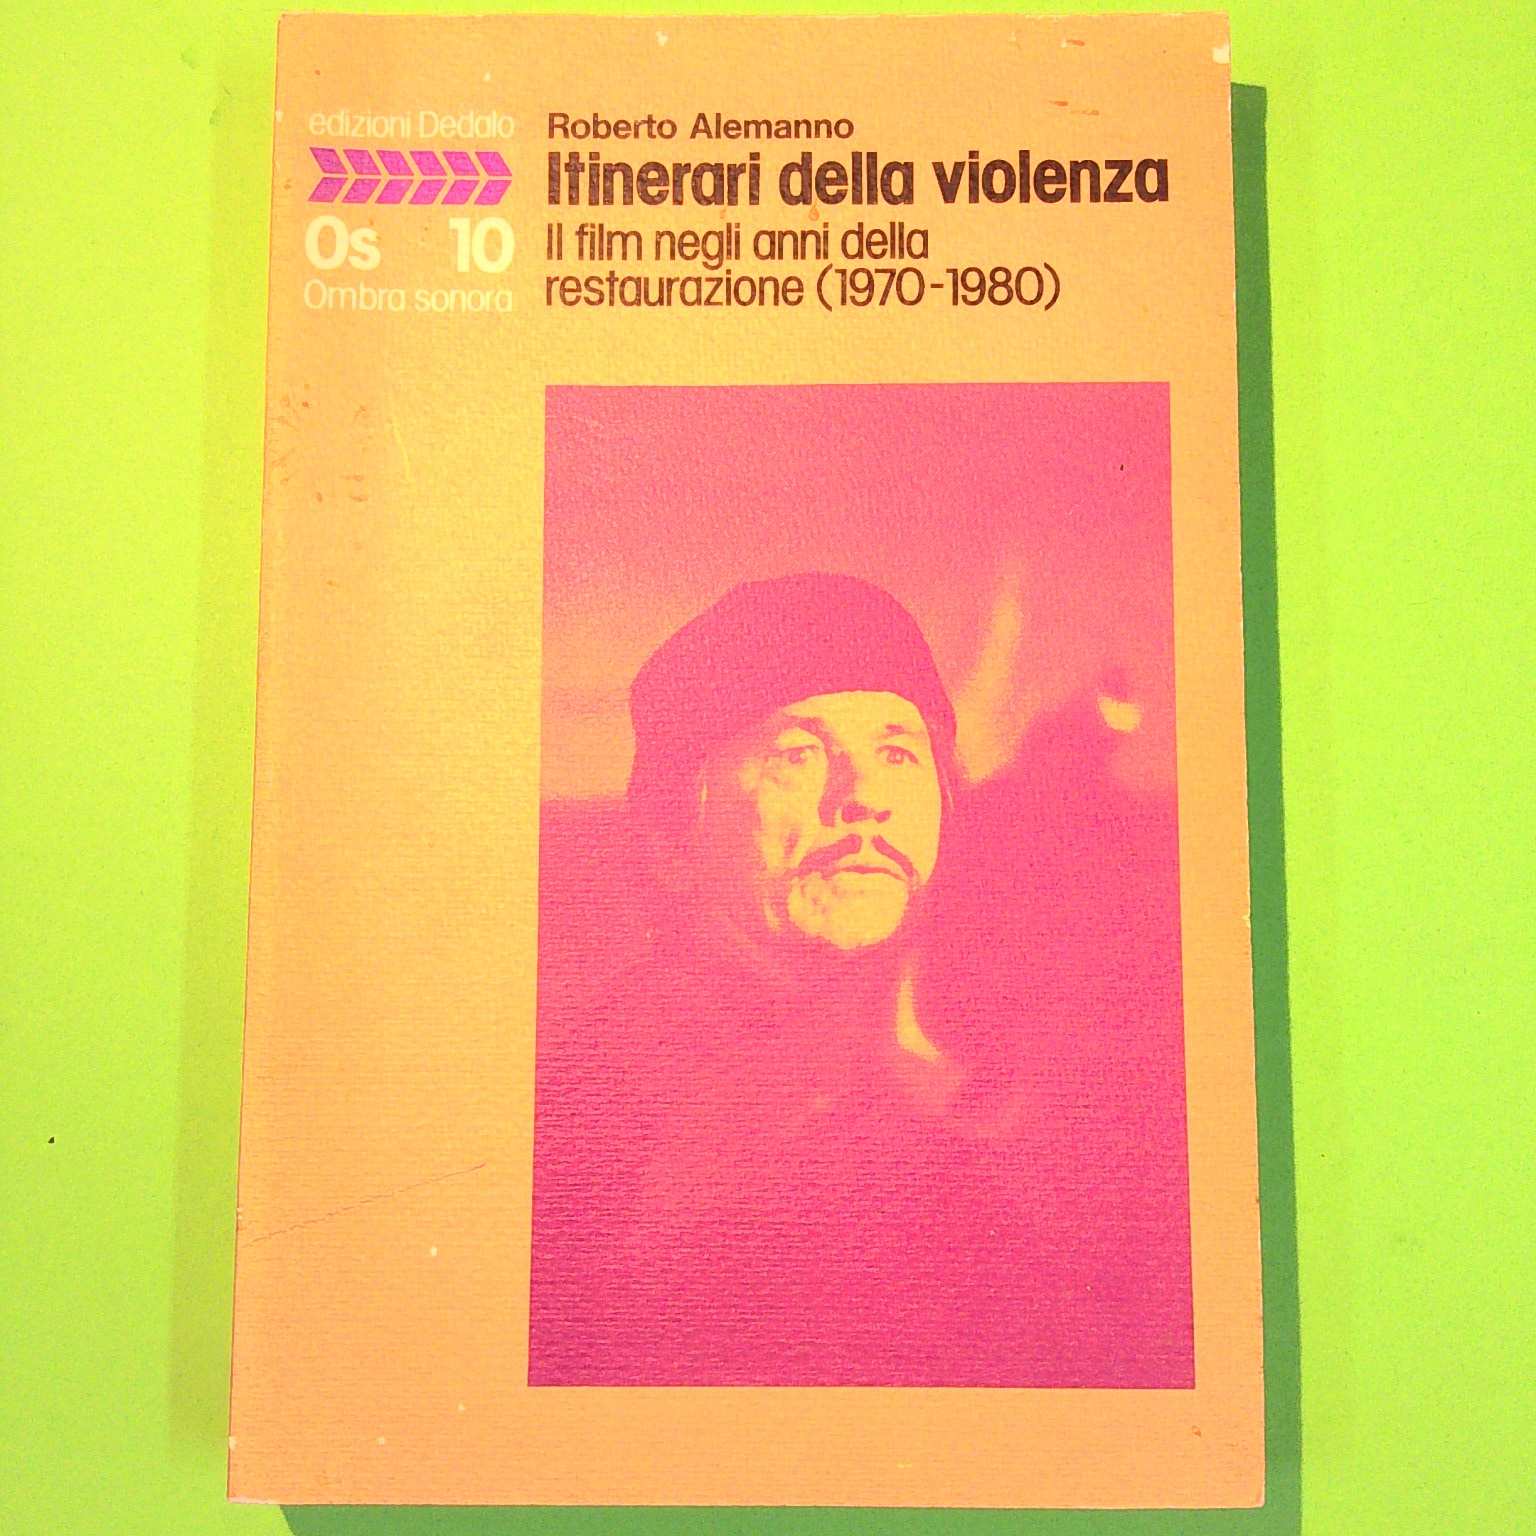 edizioni Dedalo
Os 10
Ombra sonora
Roberto Alemanno
Itinerari della violenza
Il film negli anni della
restaurazione (1970-1980)